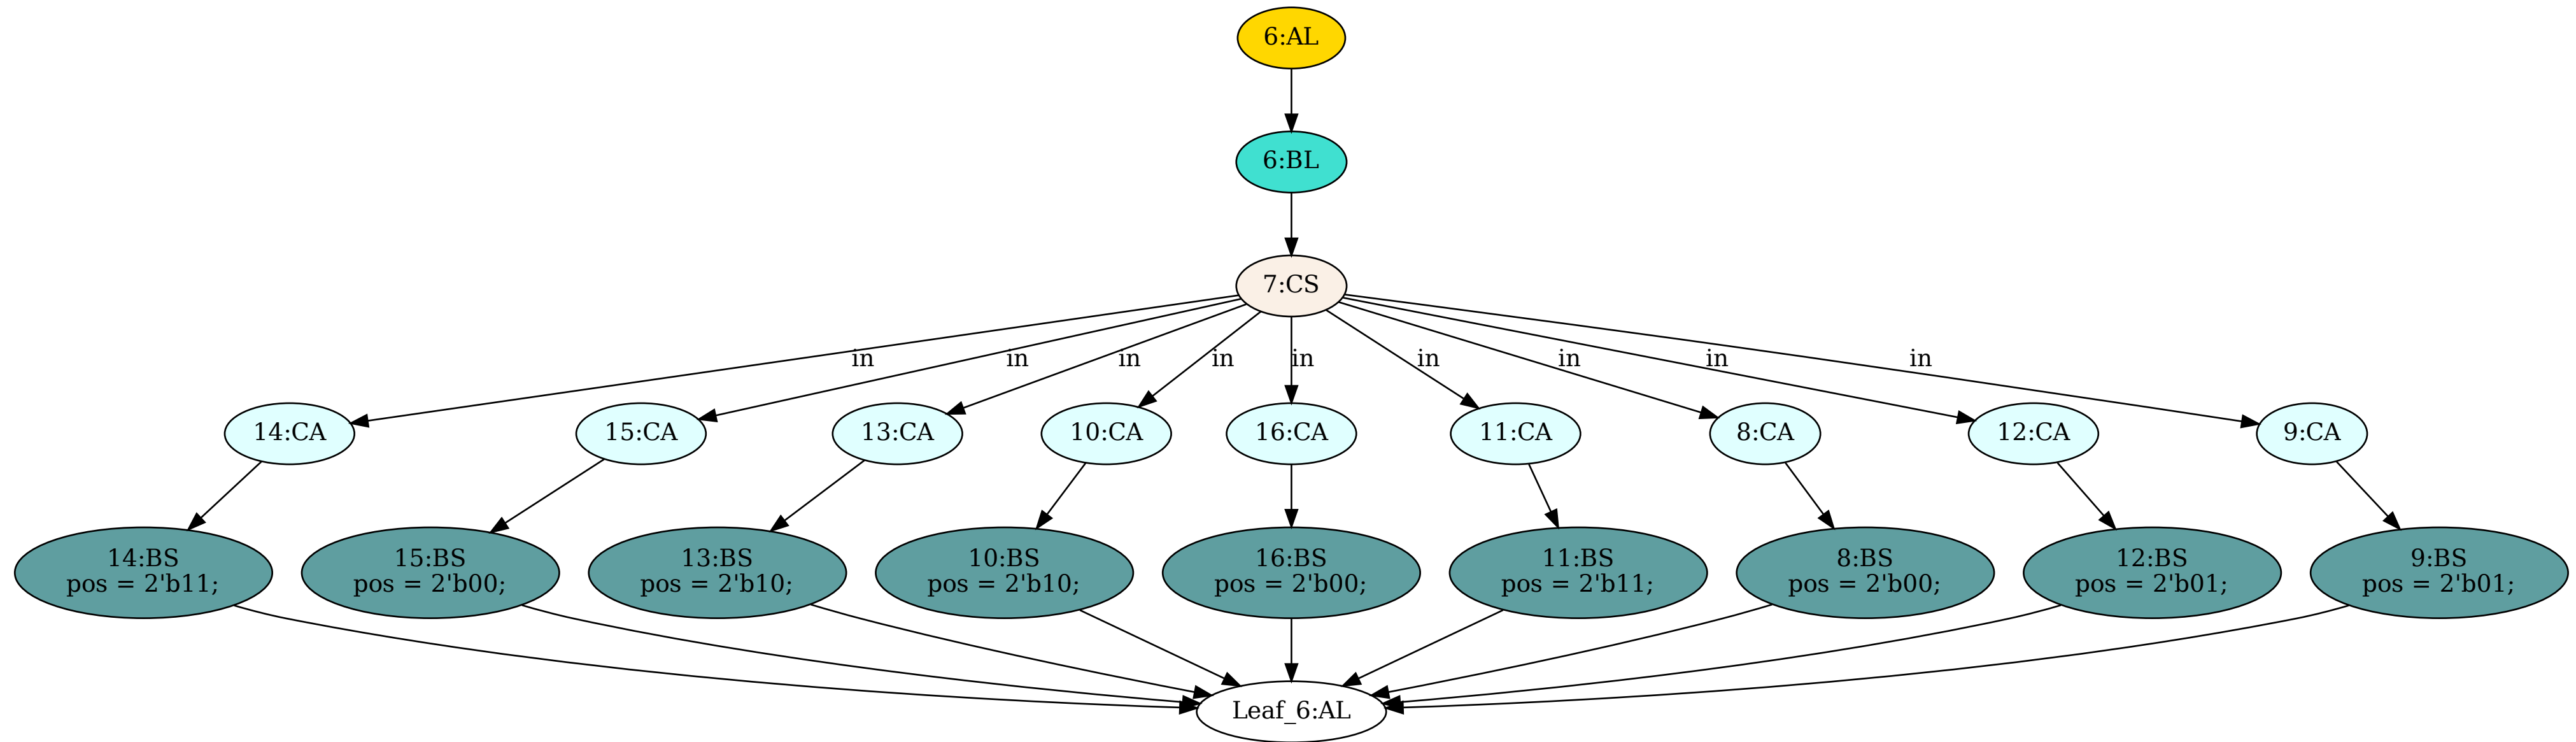 6:AL
6:BL
7:CS
in in in in in in in in in
14:CA 15:CA 13:CA 10:CA 16:CA 11:CA 8:CA 12:CA 9:CA
14:BS
pos = 2'b11;
15:BS
pos = 2'b00;
13:BS
pos = 2'b10;
10:BS
pos = 2'b10;
16:BS
pos = 2'b00;
11:BS
pos = 2'b11;
8:BS
pos = 2'b00;
12:BS
pos = 2'b01;
9:BS
pos = 2'b01;
Leaf_6:AL